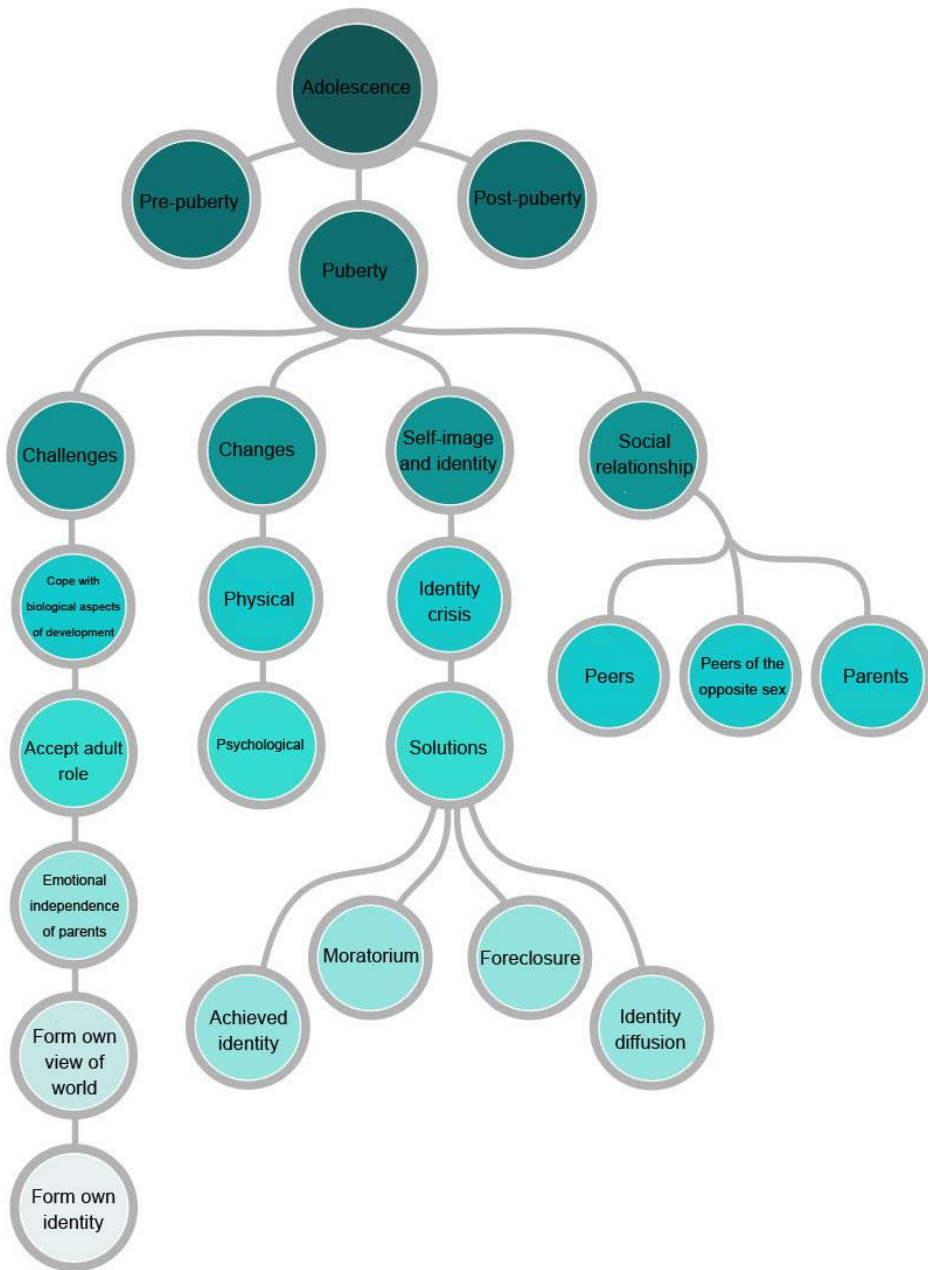 Adolescence
Pre-puberty
Post-puberty
Puberty
Challenges
Changes
Self-image
and identity
Social
relationship
Cope with
biological aspects
of development
Physical
Identity
crisis
Peers
Peers of the
opposite sex
Parents
Accept adult
role
Psychological
Solutions
Emotional
independence
of parents
Moratorium
Foreclosure
Achieved
identity
Identity
diffusion
Form own
view of
world
Form own
identity